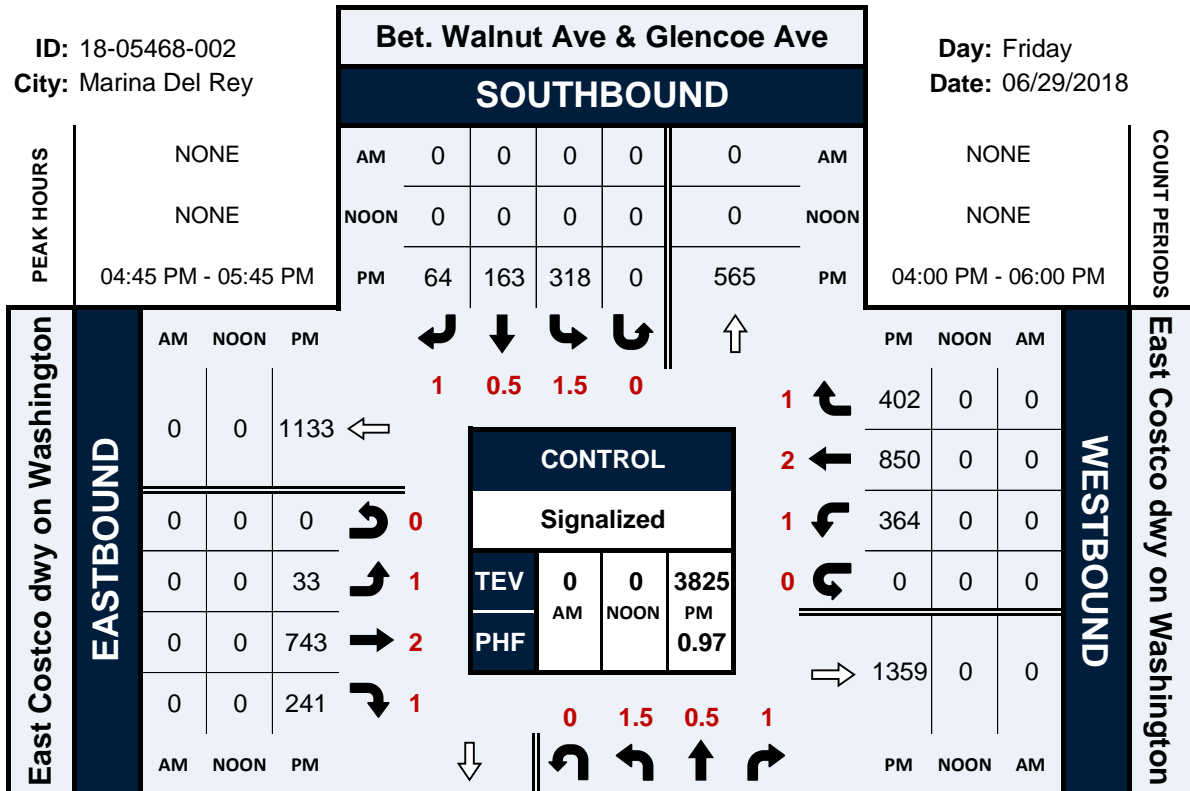 ID: 18-05468-002
City: Marina Del Rey
Bet. Walnut Ave & Glencoe Ave
SOUTHBOUND
Day: Friday
Date: 06/29/2018
PEAK HOURS
NONE
NONE
04:45 PM - 05:45 PM
AM 0 0 0 0 0 AM
NOON 0 0 0 0 0 NOON
PM 64 163 318 0 565 PM
NONE
NONE
04:00 PM - 06:00 PM
COUNT PERIODS
1 0.5 1.5 0
East Costco dwy on Washington
EASTBOUND
AM NOON PM
0 0 1133
0 0 0 0
0 0 33 1
0 0 743 2
0 0 241 1
AM NOON PM
CONTROL
Signalized
TEV 0 0 3825
AM NOON PM
PHF 0.97
PM NOON AM
1 402 0 0
2 850 0 0
1 364 0 0
0 0 0 0
1359 0 0
PM NOON AM
WESTBOUND
East Costco dwy on Washington
0 1.5 0.5 1